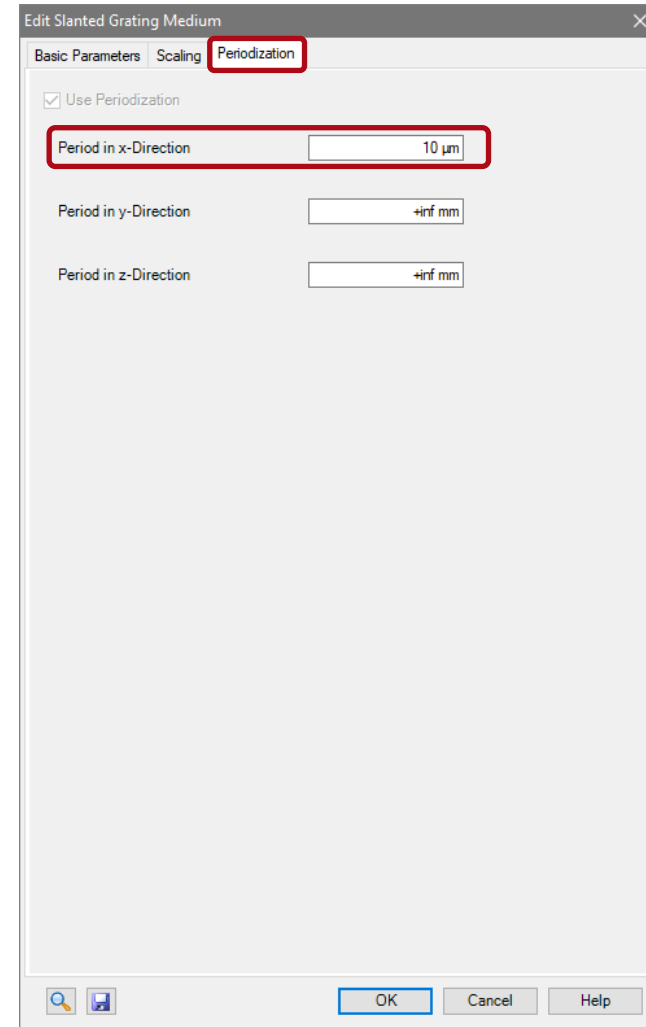 Edit Slanted Grating Medium
Basic Parameters Scaling Periodization
Use Periodization
Period in x-Direction 10 µm
Period in y-Direction +inf mm
Period in z-Direction +inf mm
OK Cancel Help